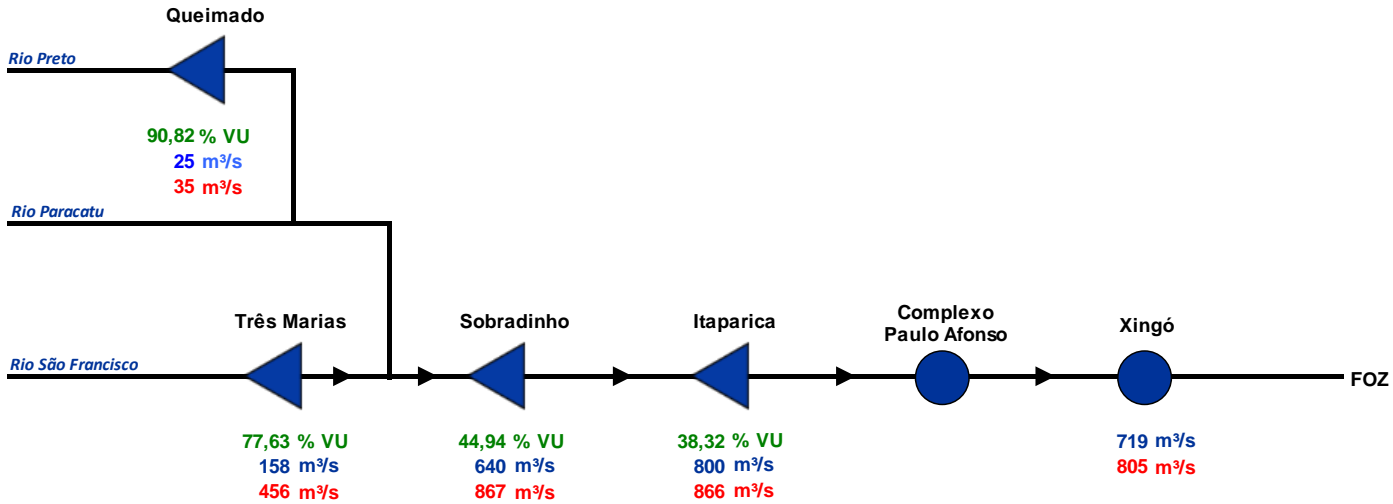 Queimado
Rio Preto
90,82 % VU
25 m³/s
35 m³/s
Rio Paracatu
Três Marias
Sobradinho
Itaparica
Complexo
Paulo Afonso
Xingó
Rio São Francisco
FOZ
77,63 % VU
158 m³/s
456 m³/s
44,94 % VU
640 m³/s
867 m³/s
38,32 % VU
800 m³/s
866 m³/s
719 m³/s
805 m³/s